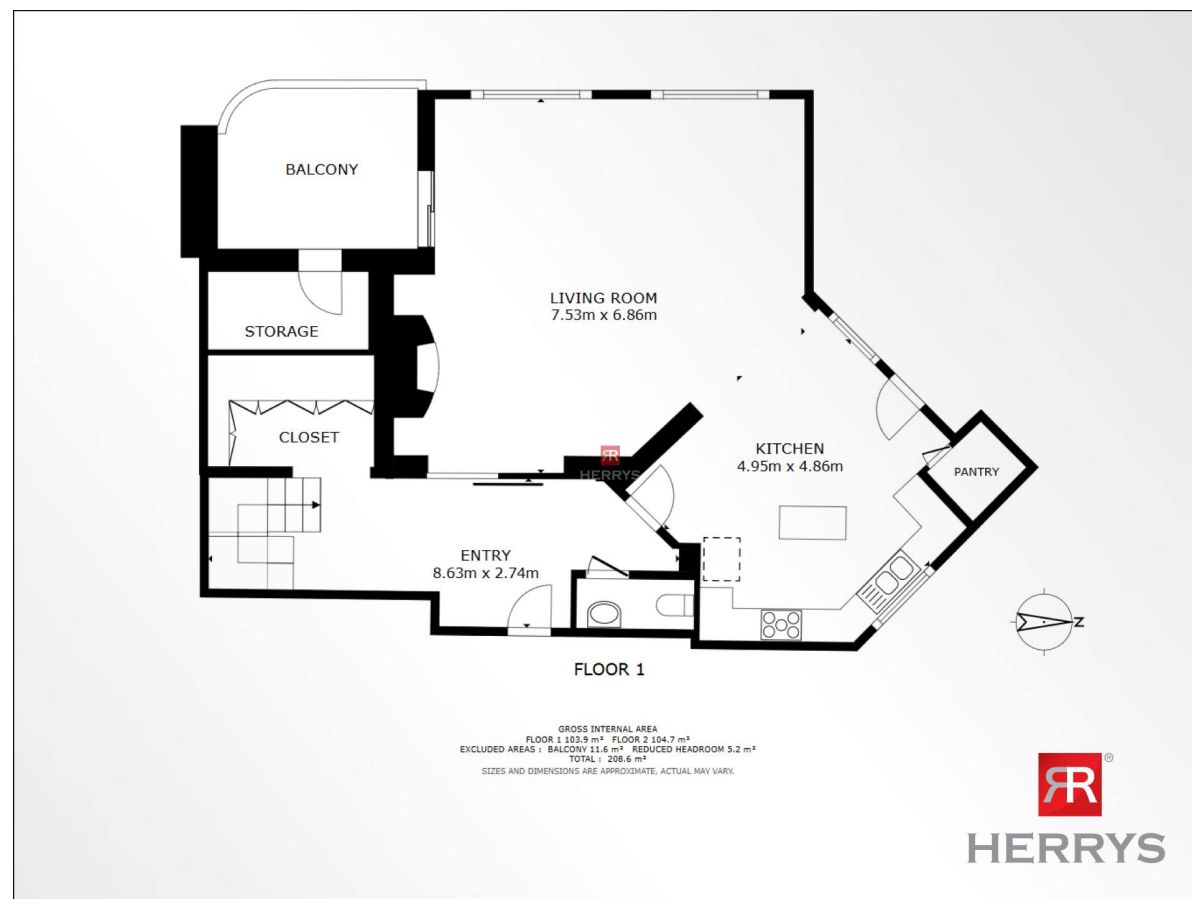 BALCONY
LIVING ROOM
7.53m x 6.86m
STORAGE
CLOSET
KITCHEN
4.95m x 4.86m
PANTRY
HERRYS
ENTRY
8.63m x 2.74m
Z
FLOOR 1
GROSS INTERNAL AREA
FLOOR 1 103.9 m² FLOOR 2 104.7 m²
EXCLUDED AREAS : BALCONY 11.6 m² REDUCED HEADROOM 5.2 m²
TOTAL : 208.6 m²
SIZES AND DIMENSIONS ARE APPROXIMATE, ACTUAL MAY VARY.
RR®
HERRYS